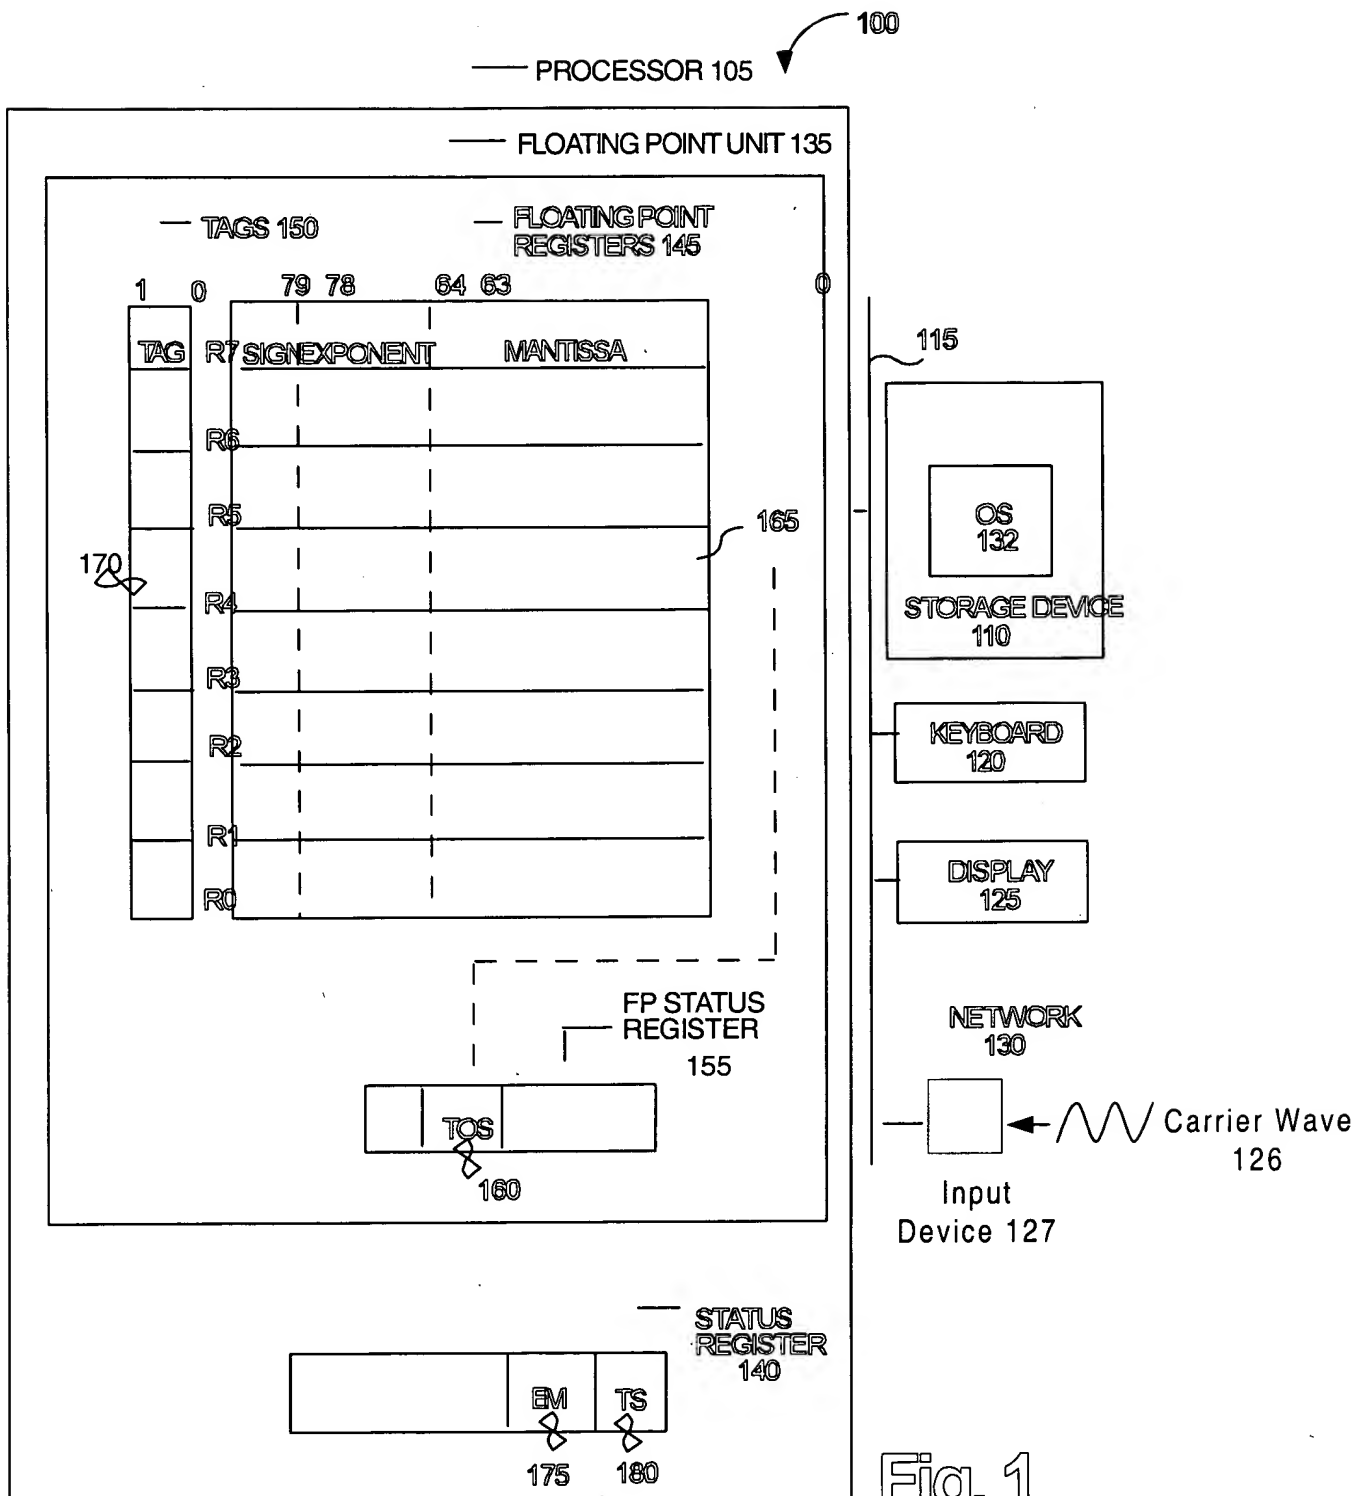 100
PROCESSOR 105
FLOATING POINT UNIT 135
TAGS 150
FLOATING POINT
REGISTERS 145
1 0 79 78 64 63 0
TAG R7 SIGN EXPONENT MANTISSA
115
R6
R5
165
OS
132
170
R4
STORAGE DEVICE
110
R3
R2
KEYBOARD
120
R1
DISPLAY
125
R0
FP STATUS
REGISTER
155
NETWORK
130
TOS
160
Carrier Wave
126
Input
Device 127
STATUS
REGISTER
140
EM TS
175 180
Fig. 1